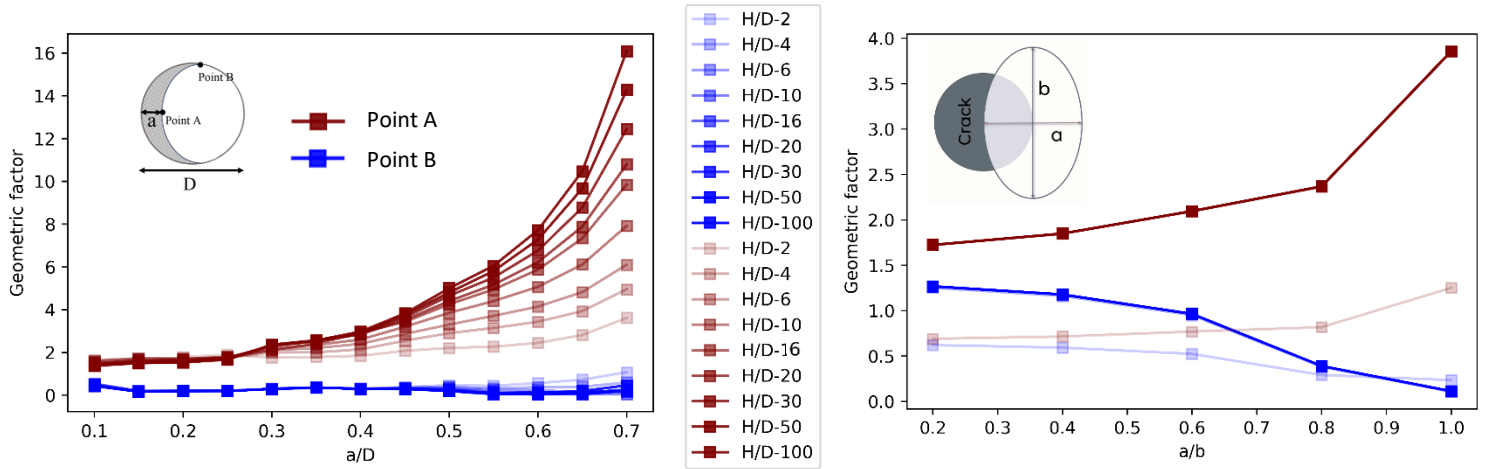 Geometric factor
16
14
12
10
8
6
4
2
0
0.1 0.2 0.3 0.4 0.5 0.6 0.7
a/D
Point B
a
Point A
D
Point A
Point B
H/D-2
H/D-4
H/D-6
H/D-10
H/D-16
H/D-20
H/D-30
H/D-50
H/D-100
H/D-2
H/D-4
H/D-6
H/D-10
H/D-16
H/D-20
H/D-30
H/D-50
H/D-100
Geometric factor
4.0
3.5
3.0
2.5
2.0
1.5
1.0
0.5
0.0
0.2 0.3 0.4 0.5 0.6 0.7 0.8 0.9 1.0
a/b
Crack
b
a